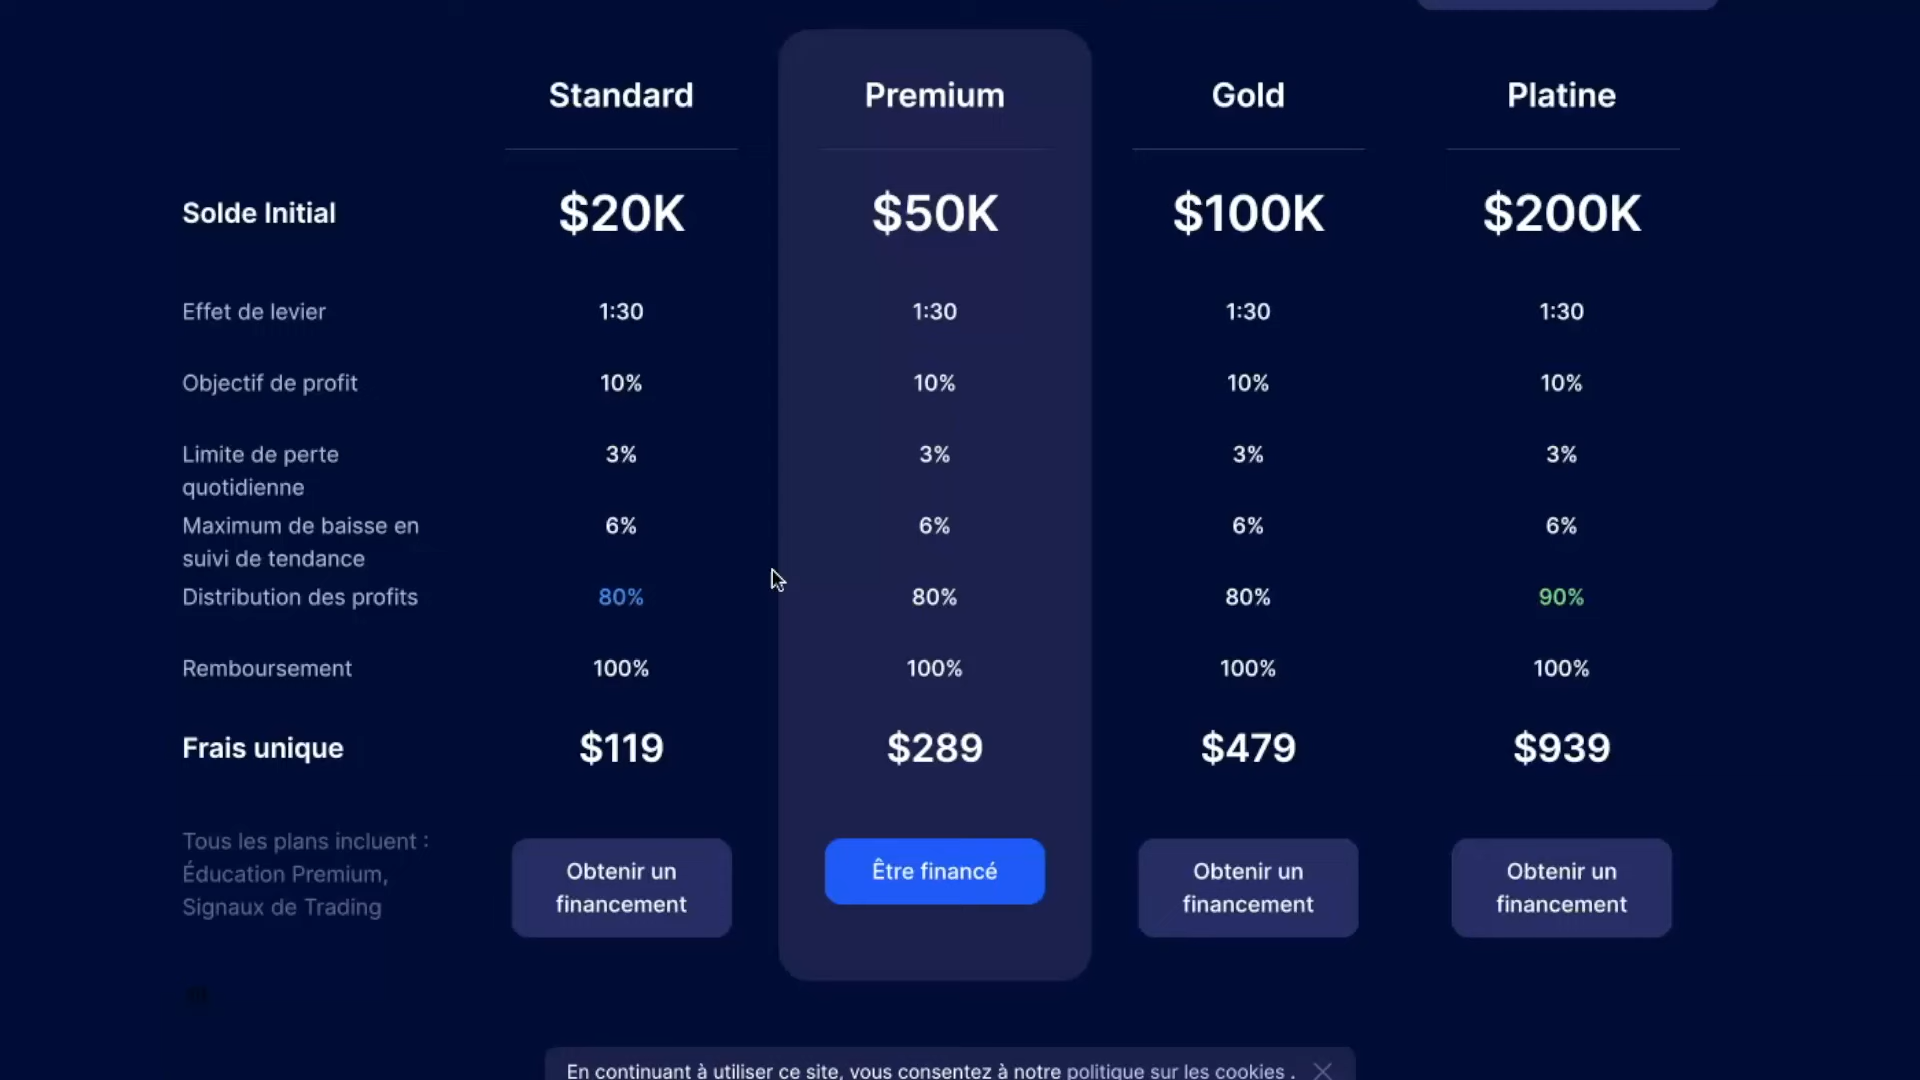 Standard Premium Gold Platine
Solde Initial $20K $50K $100K $200K
Effet de levier 1:30 1:30 1:30 1:30
Objectif de profit 10% 10% 10% 10%
Limite de perte 3% 3% 3% 3%
quotidienne
Maximum de baisse en 6% 6% 6% 6%
suivi de tendance
Distribution des profits 80% 80% 80% 90%
Remboursement 100% 100% 100% 100%
Frais unique $119 $289 $479 $939
Tous les plans incluent :
Éducation Premium,
Signaux de Trading
Obtenir un
financement
Être financé
Obtenir un
financement
Obtenir un
financement
En continuant à utiliser ce site, vous consentez à notre politique sur les cookies .